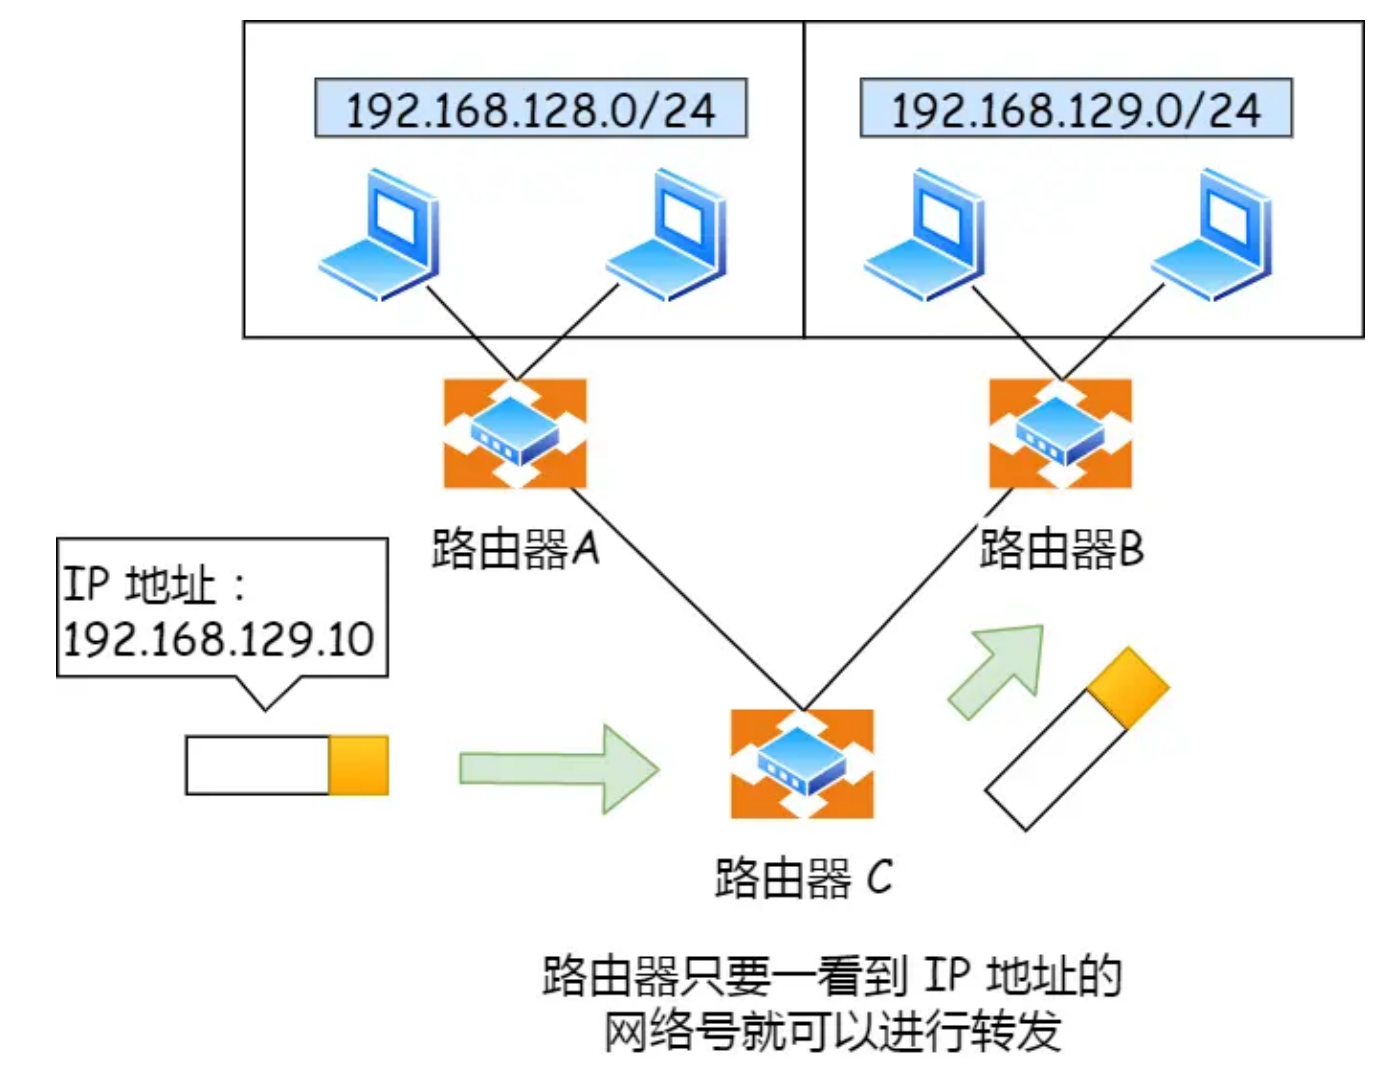 192.168.128.0/24
192.168.129.0/24
路由器A
路由器B
IP 地址：
192.168.129.10
路由器 C
路由器只要一看到 IP 地址的
网络号就可以进行转发